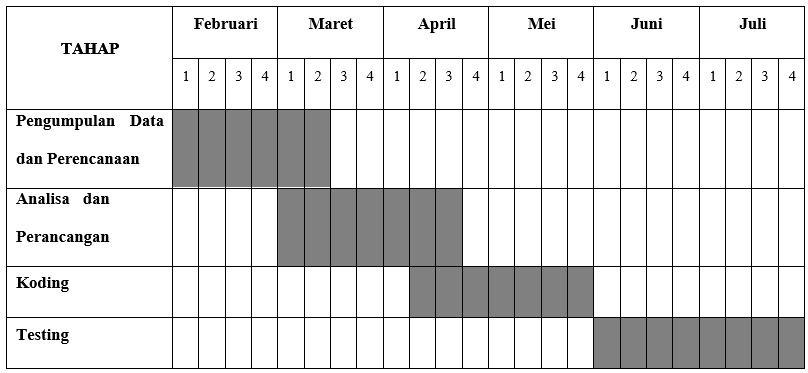 TAHAP Februari Maret April Mei Juni Juli
1 2 3 4 1 2 3 4 1 2 3 4 1 2 3 4 1 2 3 4 1 2 3 4
Pengumpulan Data
dan Perencanaan
Analisa dan
Perancangan
Koding
Testing